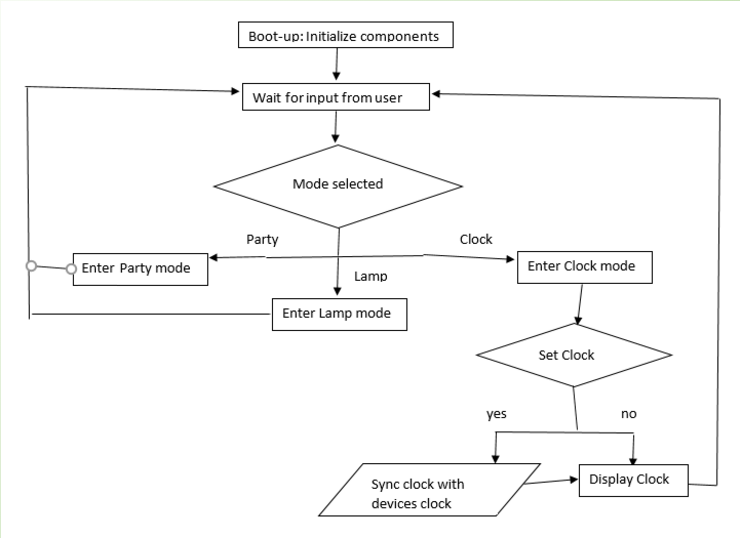 Boot-up: Initialize components
Wait for input from user
Mode selected
Party
Clock
Enter Party mode
Enter Clock mode
Lamp
Enter Lamp mode
Set Clock
yes
no
Sync clock with
devices clock
Display Clock